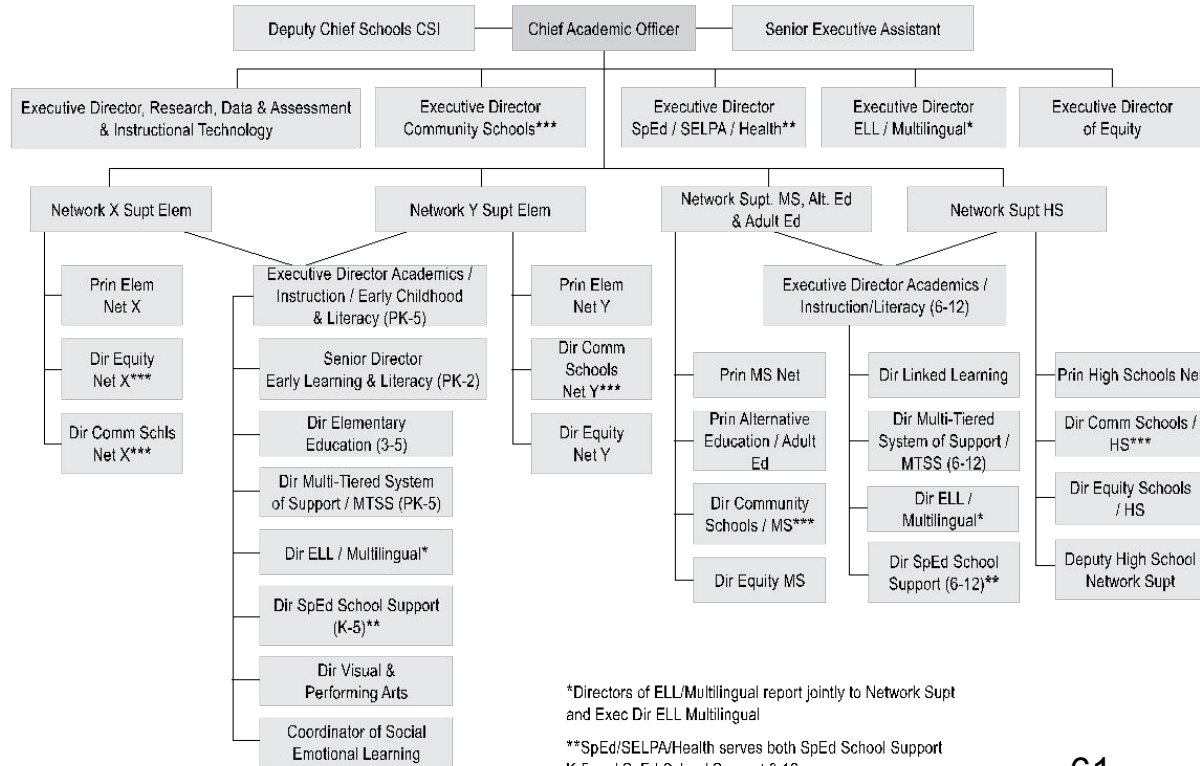 Deputy Chief Schools CSI
Chief Academic Officer
Senior Executive Assistant
Executive Director, Research, Data & Assessment
& Instructional Technology
Executive Director
Community Schools***
Executive Director
SpEd / SELPA / Health**
Executive Director
ELL / Multilingual*
Executive Director
of Equity
Network X Supt Elem
Network Y Supt Elem
Network Supt. MS, Alt. Ed
& Adult Ed
Network Supt HS
Prin Elem
Net X
Dir Equity
Net X***
Dir Comm Schls
Net X***
Executive Director Academics /
Instruction / Early Childhood
& Literacy (PK-5)
Senior Director
Early Learning & Literacy (PK-2)
Dir Elementary
Education (3-5)
Dir Multi-Tiered System
of Support / MTSS (PK-5)
Dir ELL / Multilingual*
Dir SpEd School Support
(K-5)**
Dir Visual &
Performing Arts
Coordinator of Social
Emotional Learning
Prin Elem
Net Y
Dir Comm
Schools
Net Y***
Dir Equity
Net Y
Executive Director Academics /
Instruction/Literacy (6-12)
Prin MS Net
Prin Alternative
Education / Adult
Ed
Dir Community
Schools / MS***
Dir Equity MS
Dir Linked Learning
Dir Multi-Tiered
System of Support /
MTSS (6-12)
Dir ELL /
Multilingual*
Dir SpEd School
Support (6-12)**
Prin High Schools Net
Dir Comm Schools /
HS***
Dir Equity Schools
/ HS
Deputy High School
Network Supt
*Directors of ELL/Multilingual report jointly to Network Supt
and Exec Dir ELL Multilingual
**SpEd/SELPA/Health serves both SpEd School Support
61